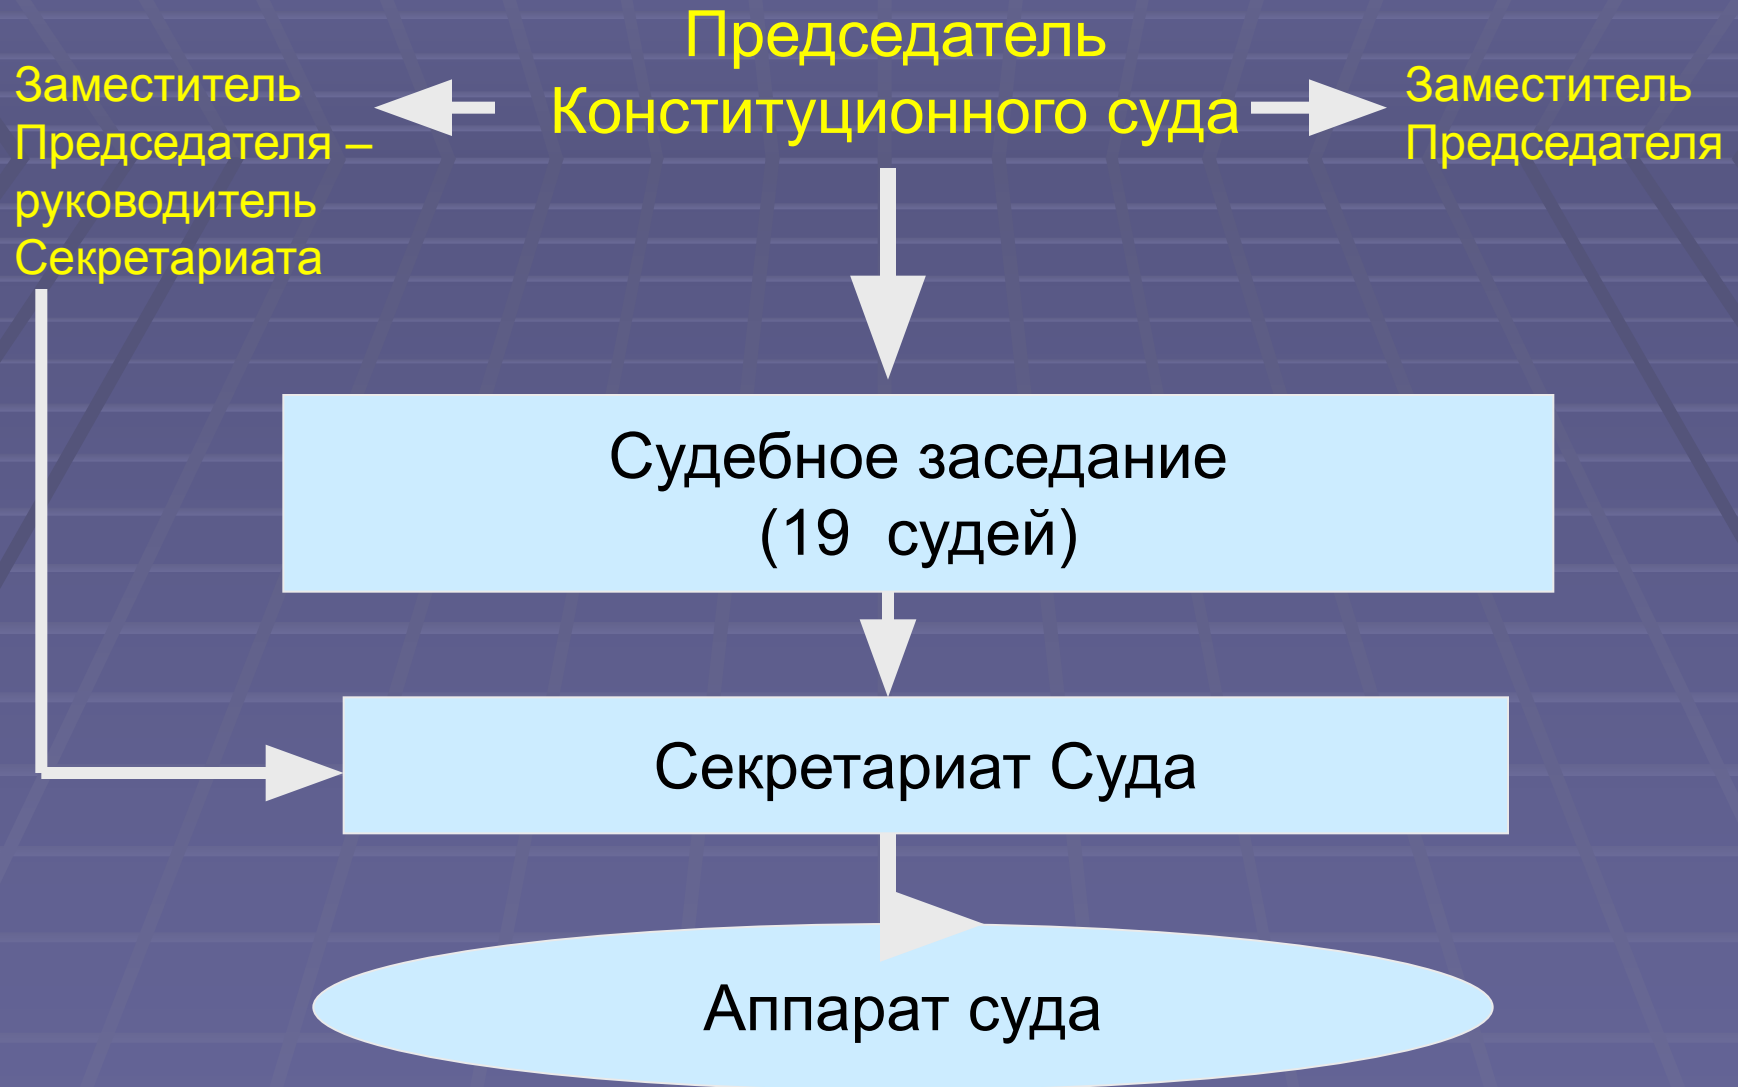 Председатель
Конституционного суда
Заместитель
Председателя –
руководитель
Секретариата
Заместитель
Председателя
Судебное заседание
(19 судей)
Секретариат Суда
Аппарат суда